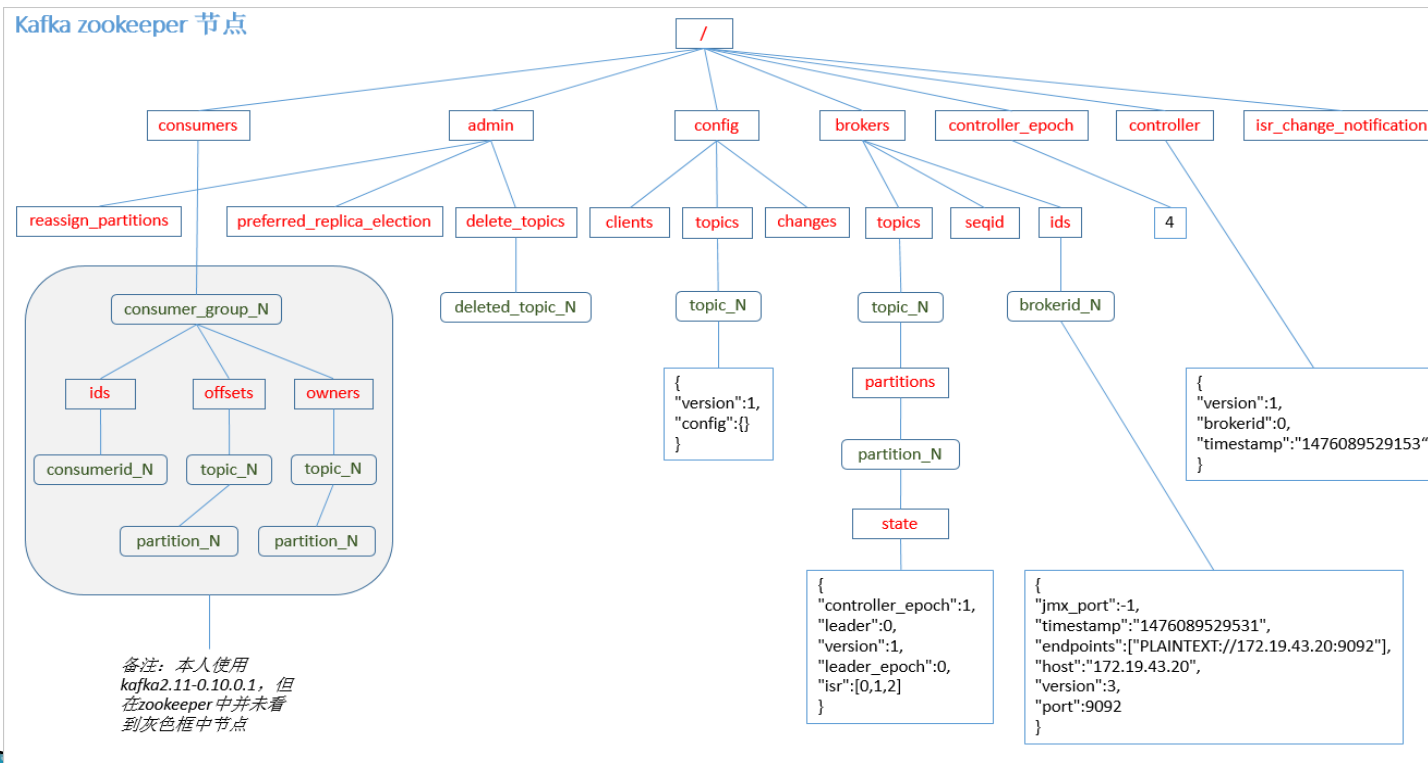 Kafka zookeeper 节点
/
consumers
admin
config
brokers
controller_epoch
controller
isr_change_notification
reassign_partitions
preferred_replica_election
delete_topics
clients
topics
changes
topics
seqid
ids
4
consumer_group_N
deleted_topic_N
topic_N
topic_N
brokerid_N
ids
offsets
owners
consumerid_N
topic_N
topic_N
partition_N
partition_N
{
"version":1,
"config":{}
}
partitions
partition_N
state
{
"version":1,
"brokerid":0,
"timestamp":"1476089529153"
}
{
"controller_epoch":1,
"leader":0,
"version":1,
"leader_epoch":0,
"isr":[0,1,2]
}
{
"jmx_port":-1,
"timestamp":"1476089529531",
"endpoints":["PLAINTEXT://172.19.43.20:9092"],
"host":"172.19.43.20",
"version":3,
"port":9092
}
备注：本人使用
kafka2.11-0.10.0.1，但
在zookeeper中并未看
到灰色框中节点